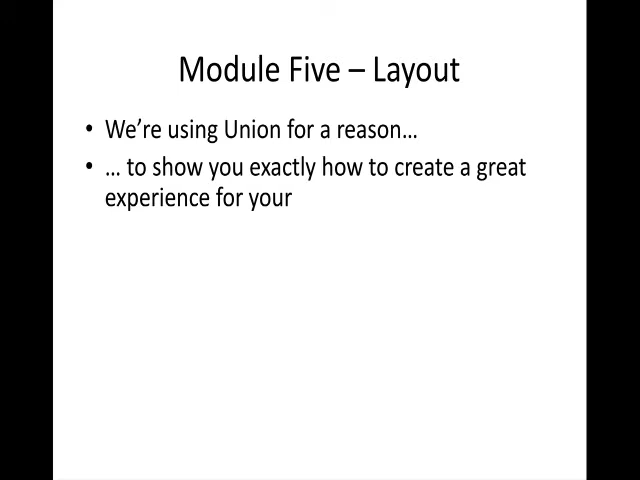 Module Five – Layout
• We're using Union for a reason…
• … to show you exactly how to create a great
experience for your